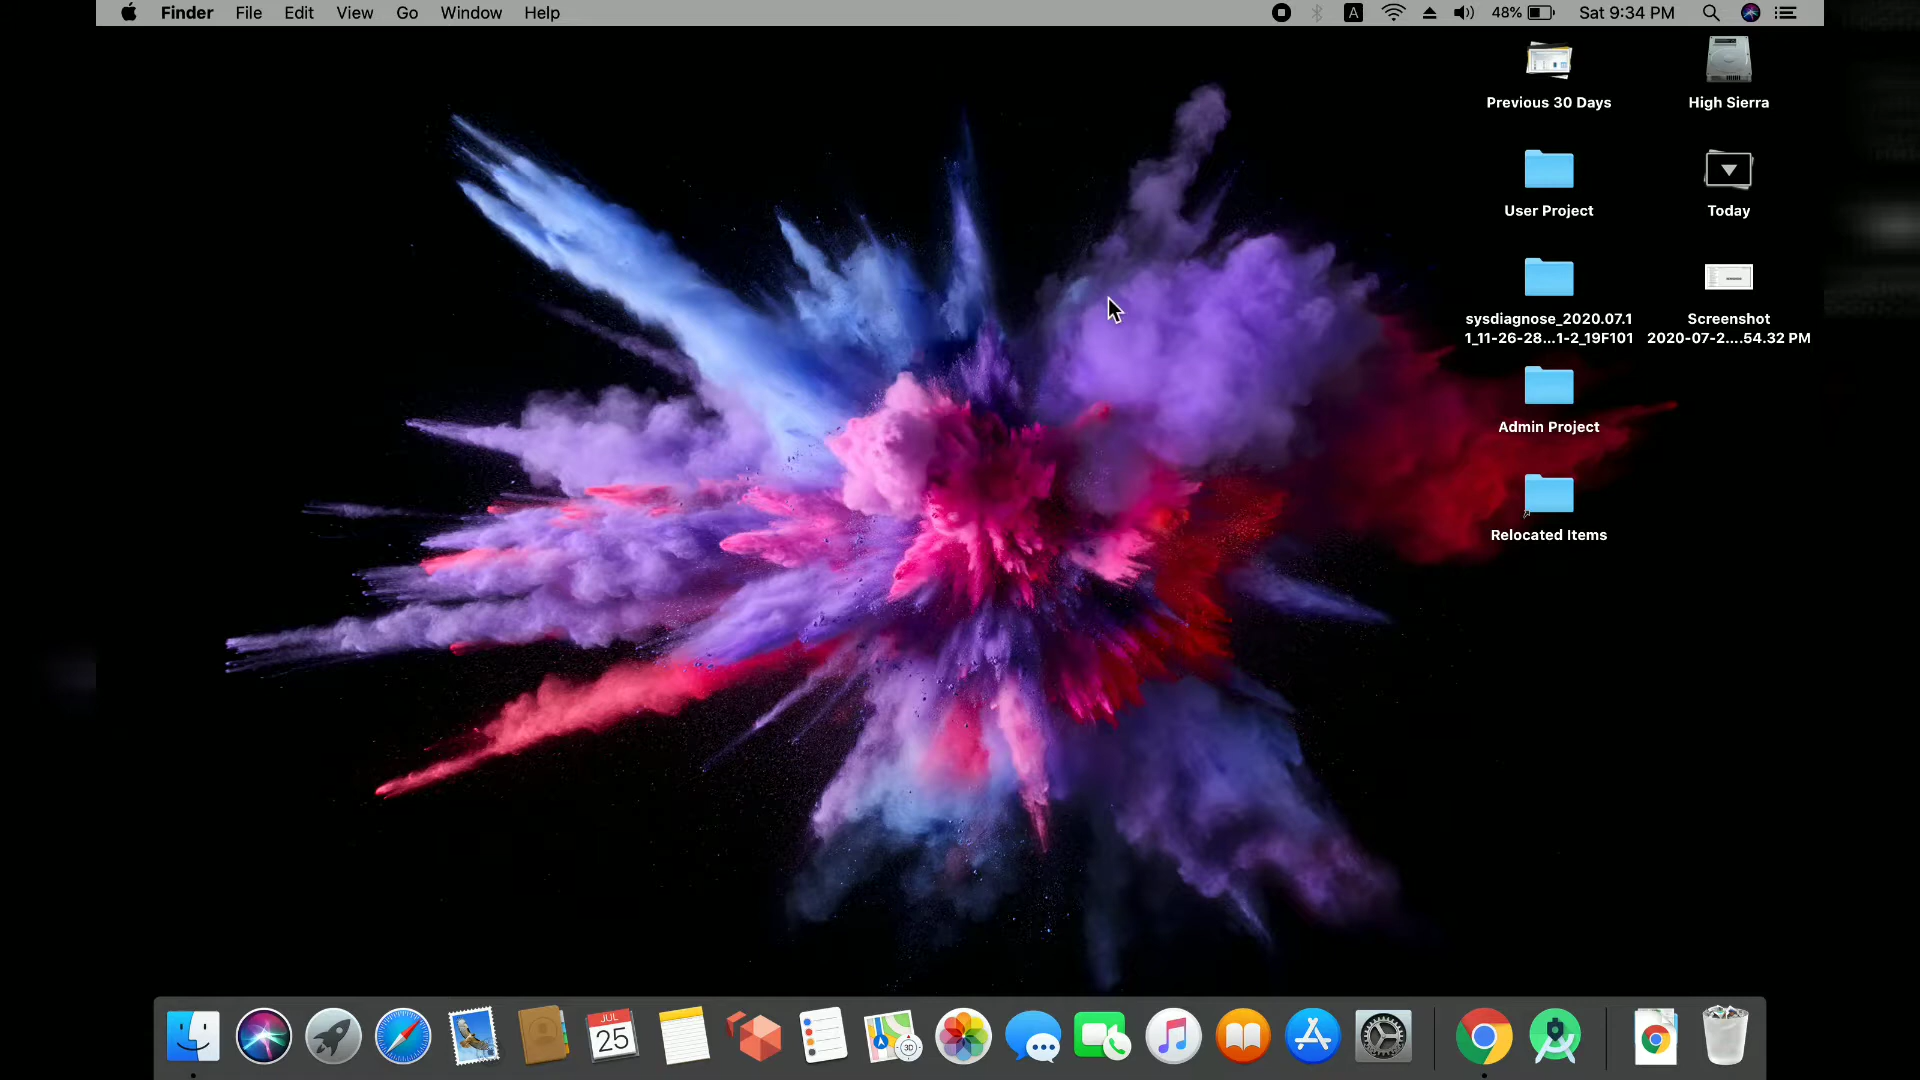 Finder File Edit View Go Window Help
A 48% Sat 9:34 PM
Previous 30 Days
High Sierra
User Project
Today
sysdiagnose_2020.07.1
1_11-26-28...1-2_19F101
Screenshot
2020-07-2....54.32 PM
Admin Project
Relocated Items
JUL
25
3D